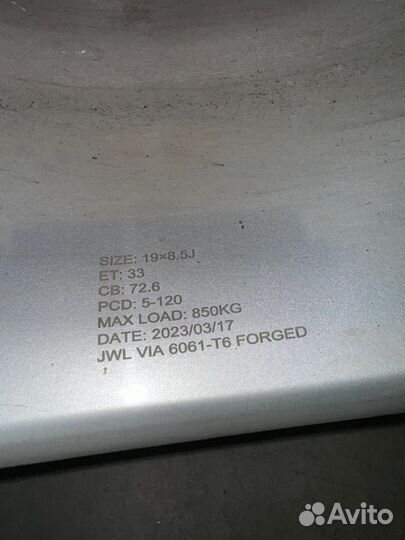 SIZE: 19×8.5J
ET: 33
CB: 72.6
PCD: 5-120
MAX LOAD: 850KG
DATE: 2023/03/17
JWL VIA 6061-T6 FORGED
Avito